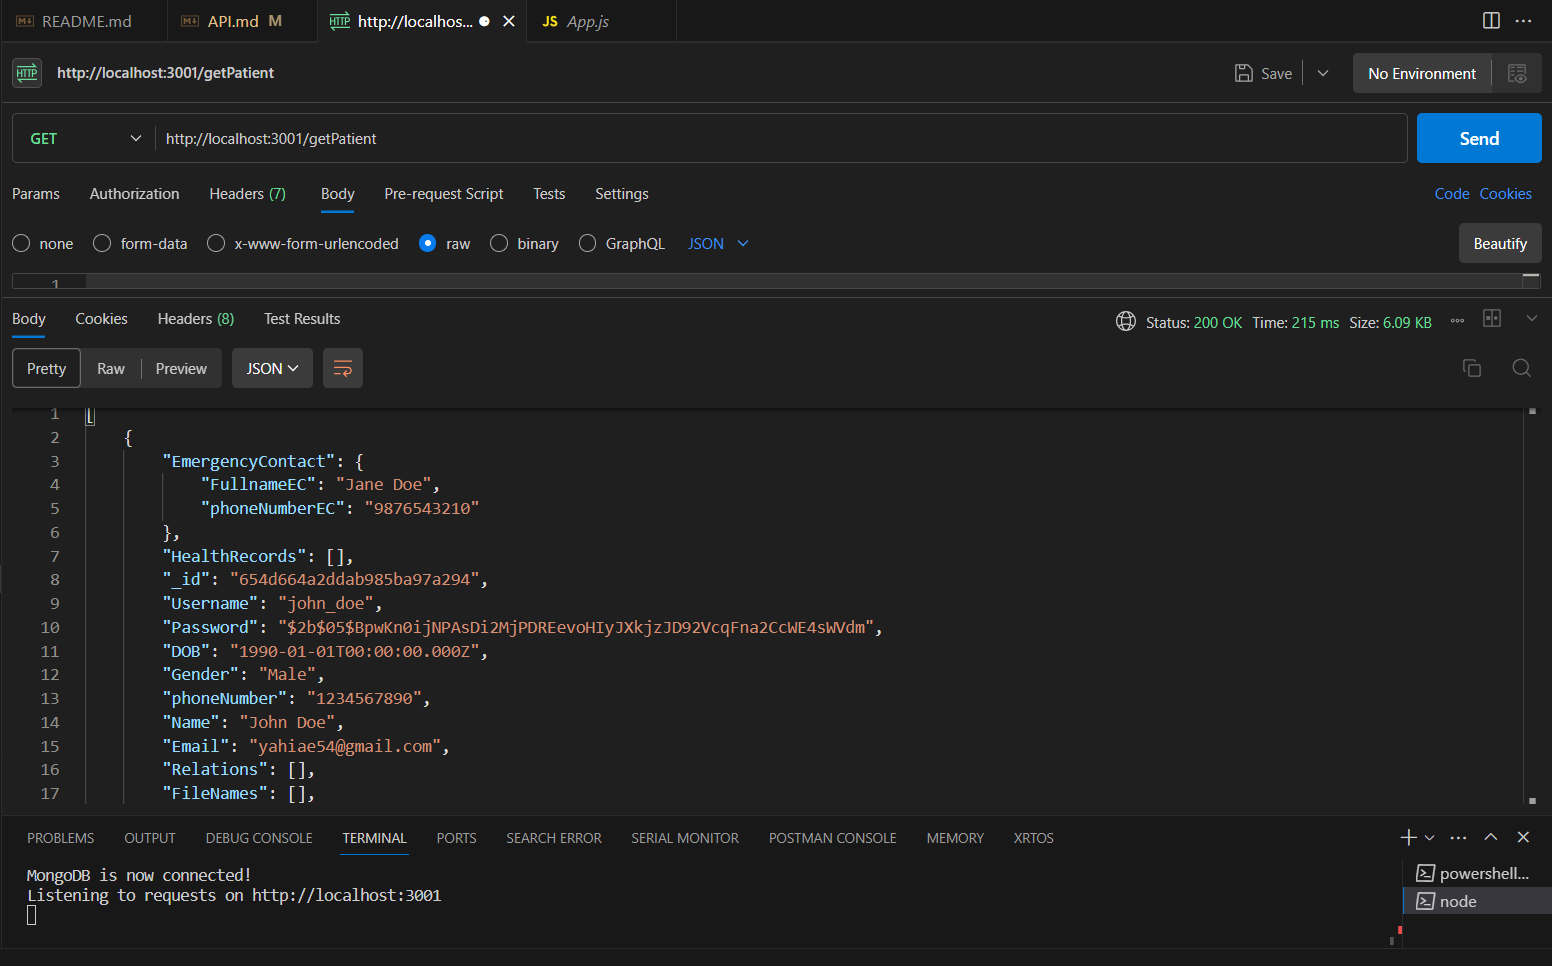 README.md API.md M http://localhos... App.js
http://localhost:3001/getPatient Save No Environment
GET http://localhost:3001/getPatient Send
Params Authorization Headers (7) Body Pre-request Script Tests Settings Code Cookies
none form-data x-www-form-urlencoded raw binary GraphQL JSON Beautify
1
Body Cookies Headers (8) Test Results Status: 200 OK Time: 215 ms Size: 6.09 KB
Pretty Raw Preview JSON
1 [
2 {
3 "EmergencyContact": {
4 "FullnameEC": "Jane Doe",
5 "phoneNumberEC": "9876543210"
6 },
7 "HealthRecords": [],
8 "_id": "654d664a2ddab985ba97a294",
9 "Username": "john_doe",
10 "Password": "$2b$05$BpwKn0ijNPAsDi2MjPDREevoHIyJXkjzJD92VcqFna2CcWE4sWVdm",
11 "DOB": "1990-01-01T00:00:00.000Z",
12 "Gender": "Male",
13 "phoneNumber": "1234567890",
14 "Name": "John Doe",
15 "Email": "yahiae54@gmail.com",
16 "Relations": [],
17 "FileNames": [],
PROBLEMS OUTPUT DEBUG CONSOLE TERMINAL PORTS SEARCH ERROR SERIAL MONITOR POSTMAN CONSOLE MEMORY XRTOS
MongoDB is now connected!
Listening to requests on http://localhost:3001
powershell...
node